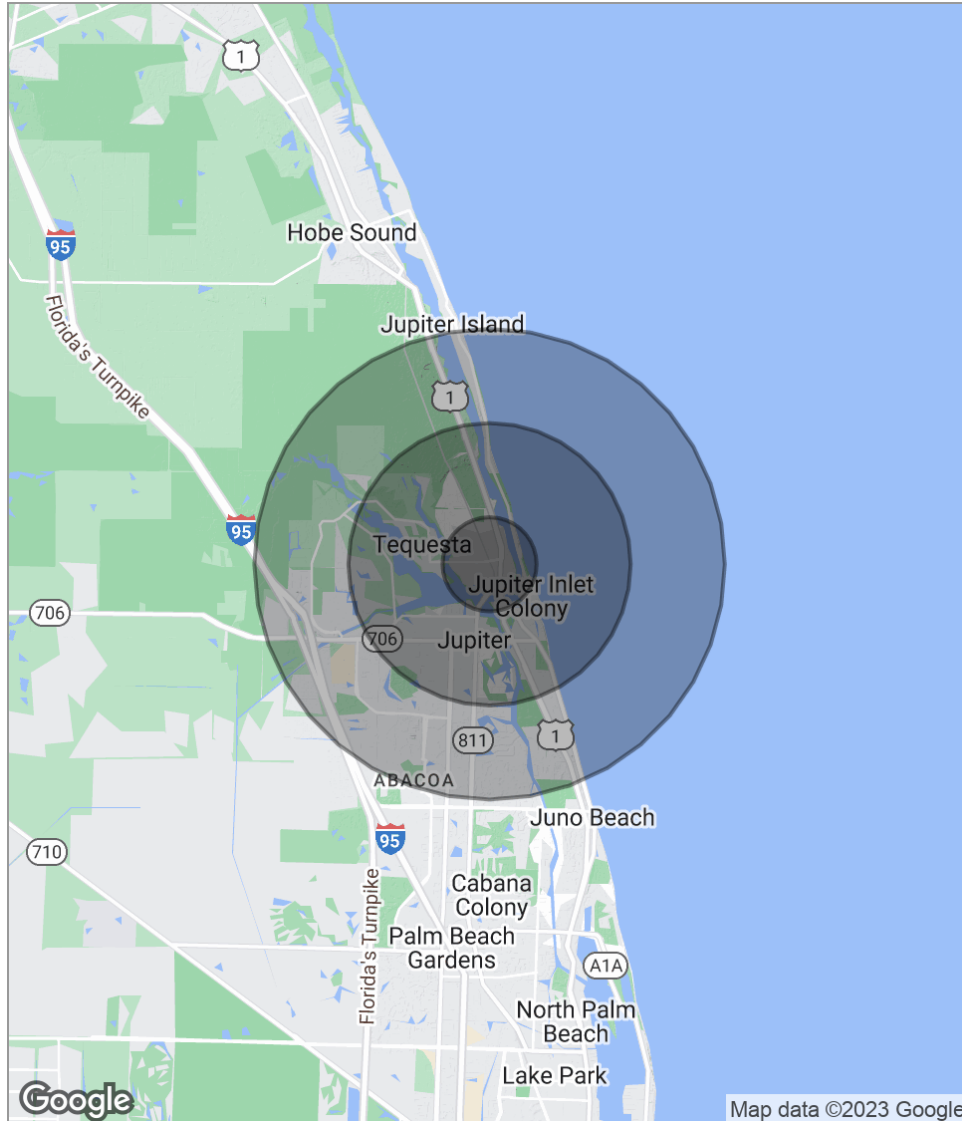 1
Hobe Sound
95
Florida's Turnpike
Jupiter Island
1
95
Tequesta
Jupiter Inlet
Colony
706
706
Jupiter
811
1
ABACOA
Juno Beach
95
710
Cabana
Colony
Florida's Turnpike
Palm Beach
Gardens
A1A
North Palm
Beach
Lake Park
Google
Map data ©2023 Google